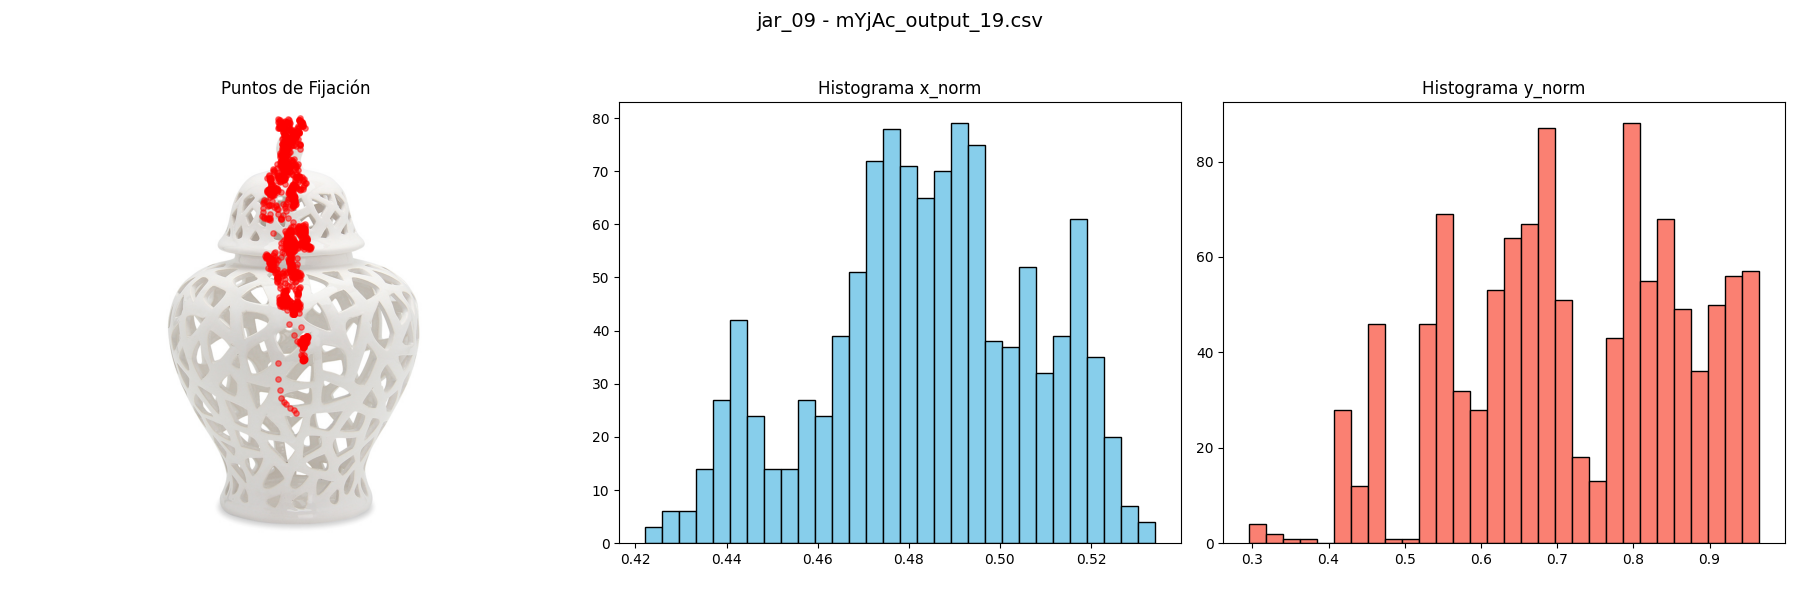 jar_09 - mYjAc_output_19.csv
Puntos de Fijación
Histograma x_norm
80
70
60
50
40
30
20
10
0
0.42 0.44 0.46 0.48 0.50 0.52
Histograma y_norm
80
60
40
20
0
0.3 0.4 0.5 0.6 0.7 0.8 0.9